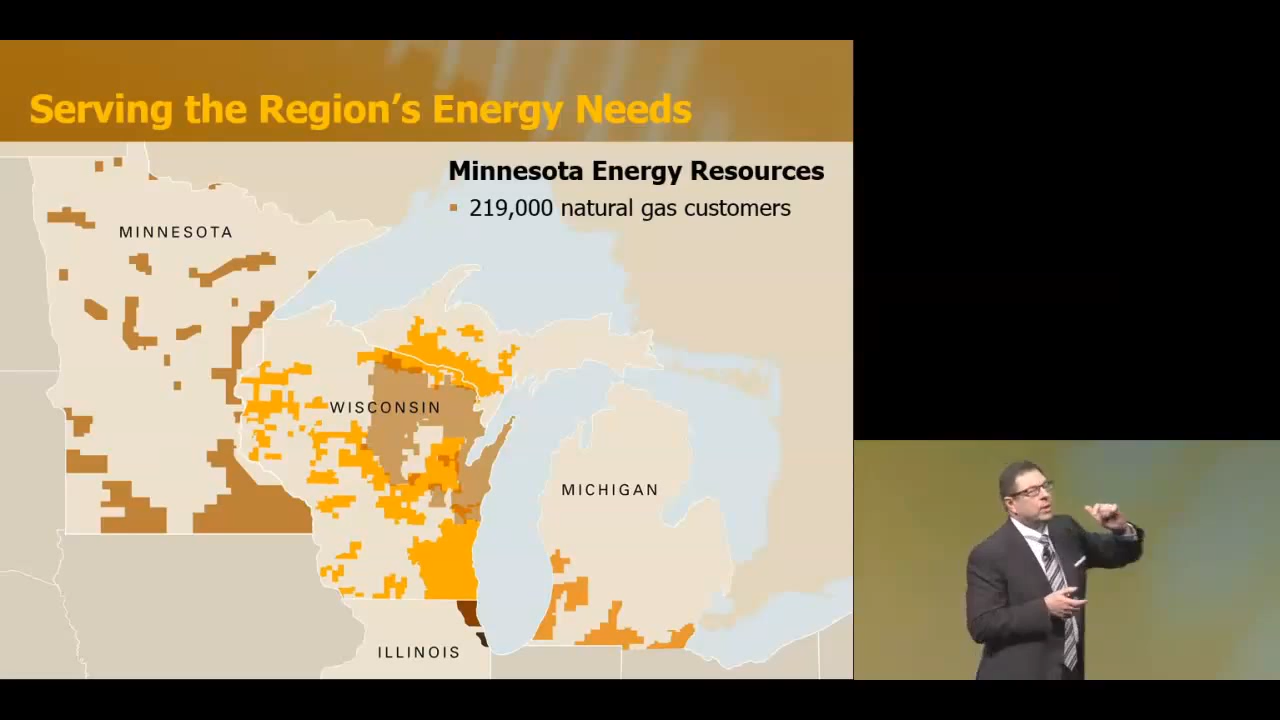 Serving the Region's Energy Needs
Minnesota Energy Resources
219,000 natural gas customers
MINNESOTA
WISCONSIN
MICHIGAN
ILLINOIS